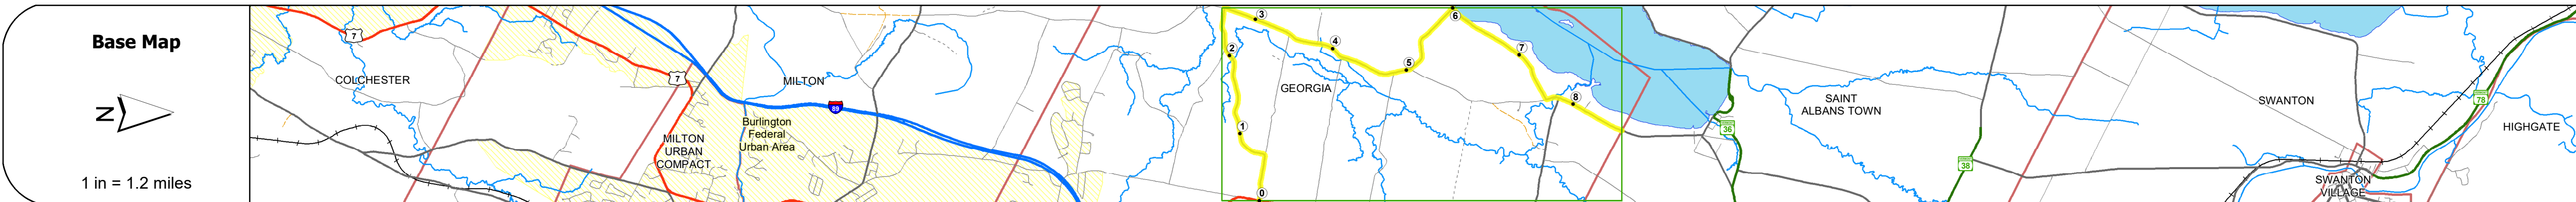 Base Map
N
1 in = 1.2 miles
7
COLCHESTER
7
MILTON
89
MILTON
URBAN
COMPACT
Burlington
Federal
Urban Area
0
1
2
3
4
5
6
7
8
GEORGIA
36
SAINT
ALBANS TOWN
38
SWANTON
78
HIGHGATE
SWANTON
VILLAGE